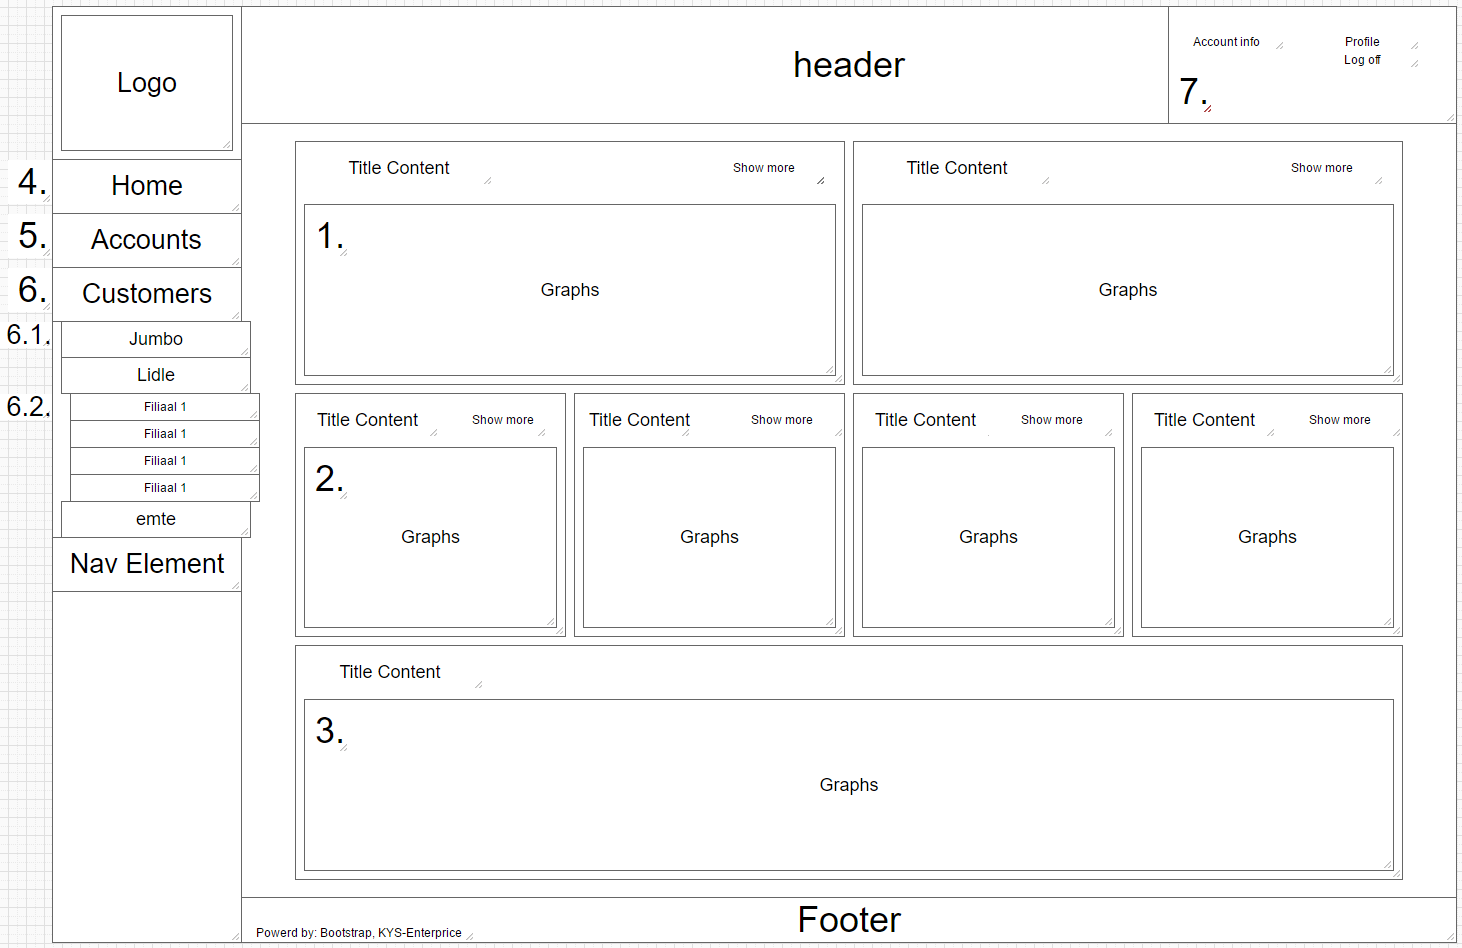 Logo
header
Account info
Profile
Log off
7.
4.
Home
5.
Accounts
6.
Customers
6.1.
Jumbo
Lidle
6.2.
Filiaal 1
Filiaal 1
Filiaal 1
Filiaal 1
emte
Nav Element
Title Content
Show more
1.
Graphs
Title Content
Show more
Graphs
Title Content
Show more
2.
Graphs
Title Content
Show more
Graphs
Title Content
Show more
Graphs
Title Content
Show more
Graphs
Title Content
3.
Graphs
Footer
Powerd by: Bootstrap, KYS-Enterprice